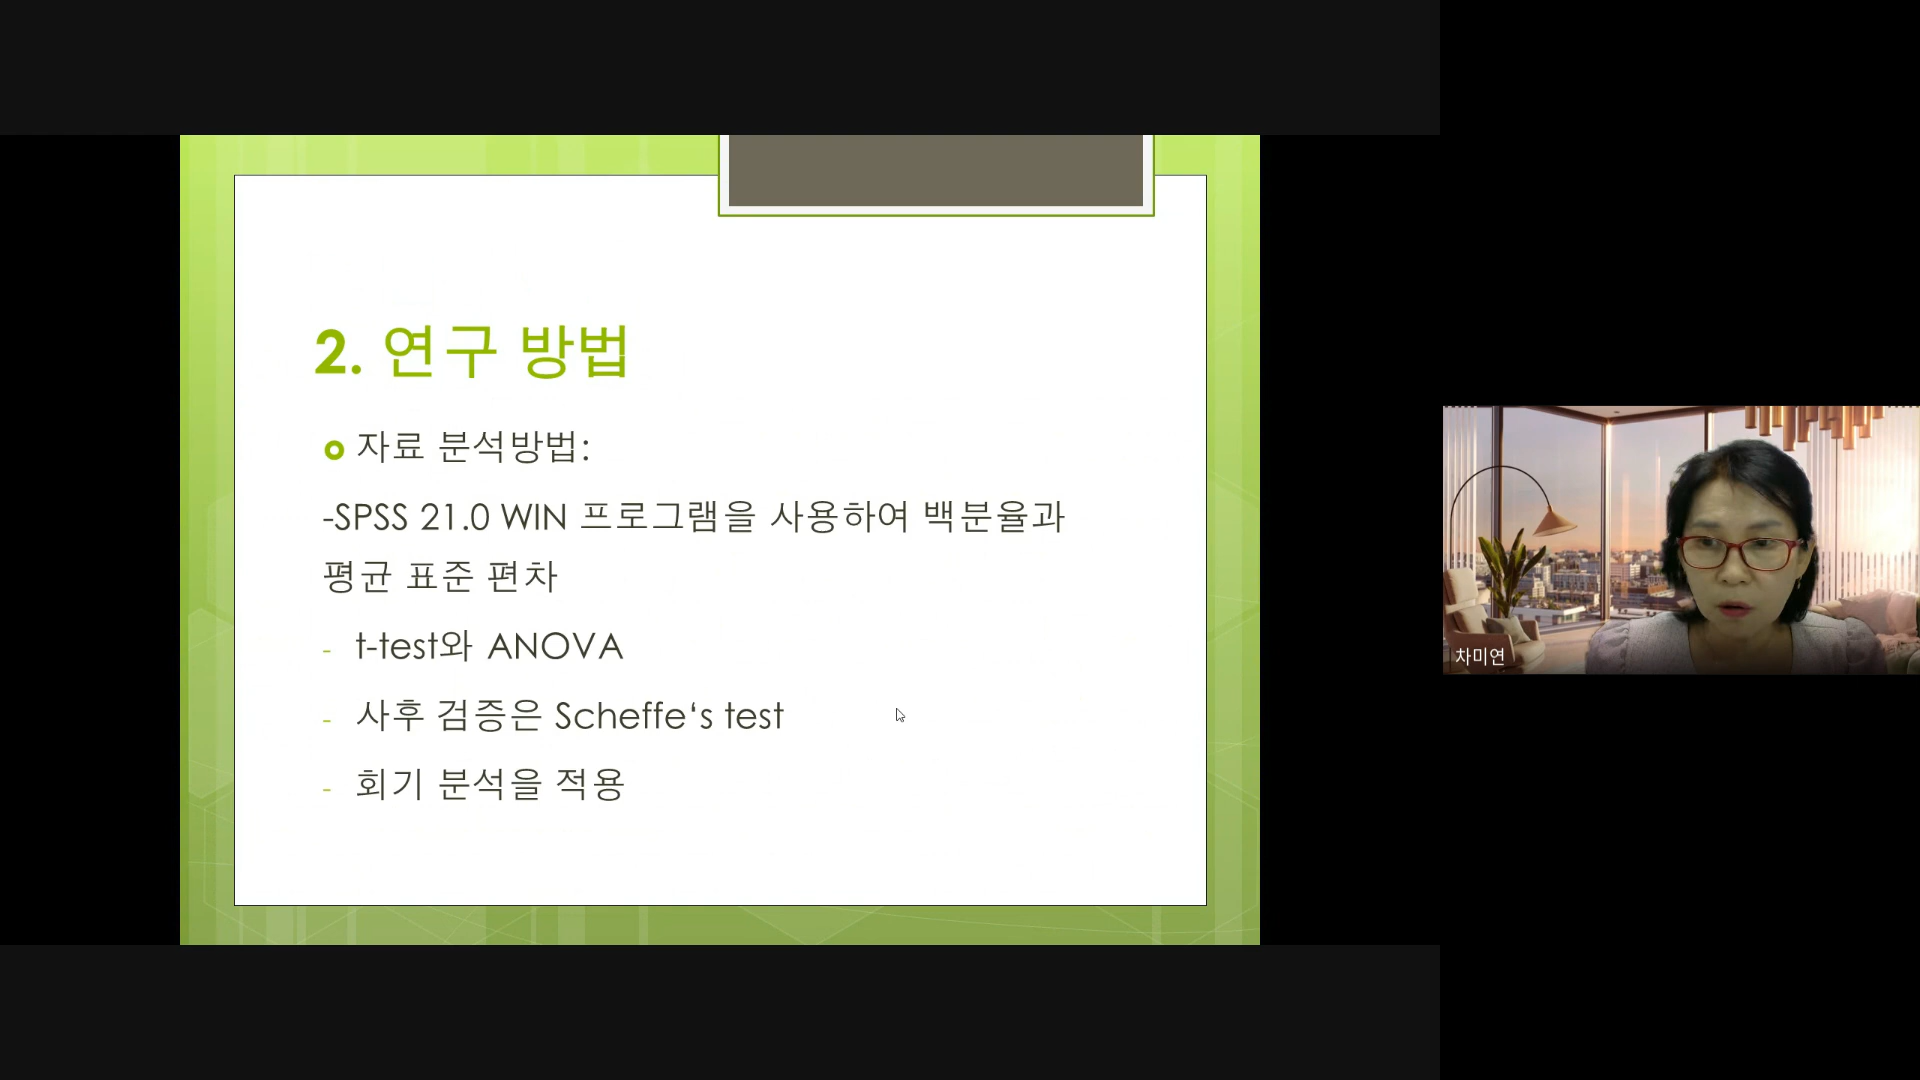 2. 연구 방법
자료 분석방법:
-SPSS 21.0 WIN 프로그램을 사용하여 백분율과
평균 표준 편차
- t-test와 ANOVA
- 사후 검증은 Scheffe‘s test
- 회기 분석을 적용
차미연